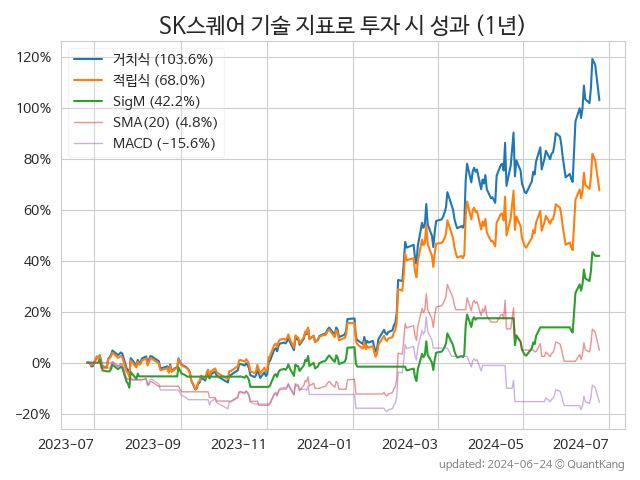 SK스퀘어 기술 지표로 투자 시 성과 (1년)
120%
100%
80%
60%
40%
20%
0%
−20%
거치식 (103.6%)
적립식 (68.0%)
SigM (42.2%)
SMA(20) (4.8%)
MACD (−15.6%)
2023-07 2023-09 2023-11 2024-01 2024-03 2024-05 2024-07
updated: 2024-06-24 ⓒ QuantKang